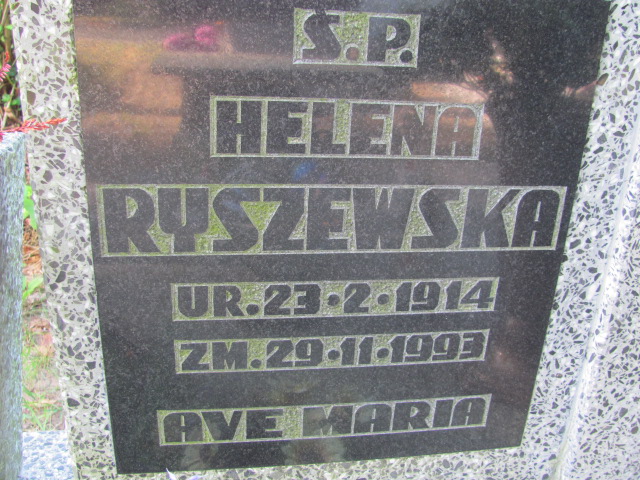 Ś.P.
HELENA
RYSZEWSKA
UR.23·2·1914
ZM.29·11·1993
AVE MARIA